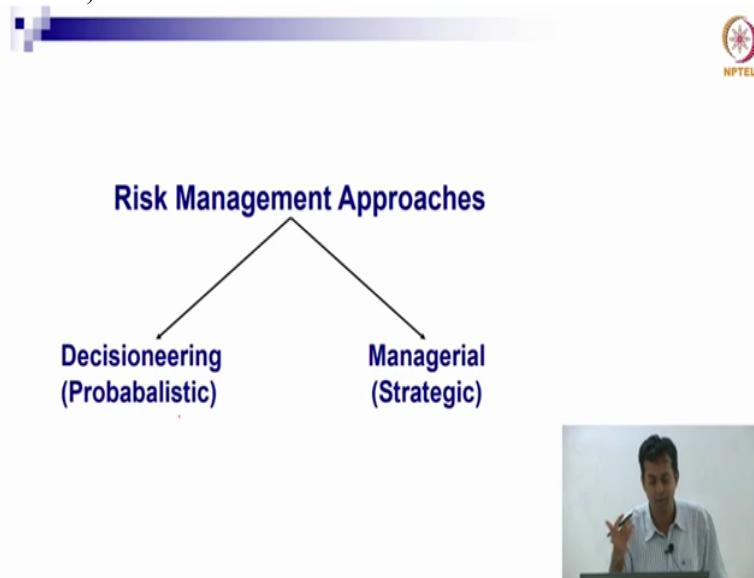 NPTEL
Risk Management Approaches
Decisioneering
(Probabalistic)
Managerial
(Strategic)